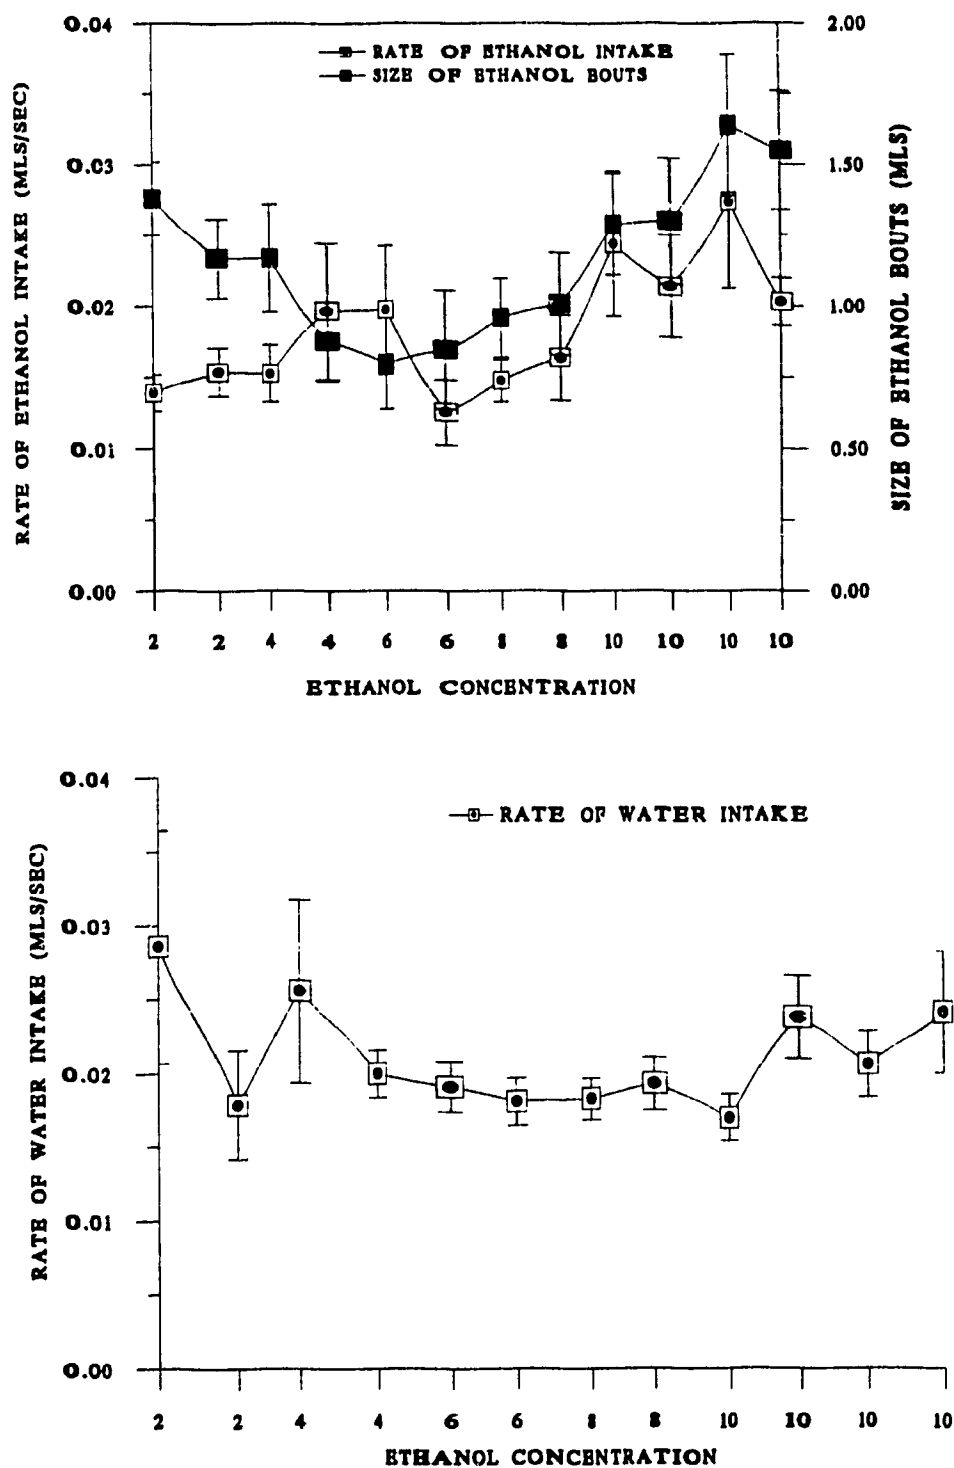 0.04
0.03
0.02
0.01
0.00
RATE OF ETHANOL INTAKE (MLS/SEC)
RATE OF ETHANOL INTAKE
SIZE OF ETHANOL BOUTS
2.00
1.50
1.00
0.50
0.00
SIZE OF ETHANOL BOUTS (MLS)
2 2 4 4 6 6 8 8 10 10 10 10
ETHANOL CONCENTRATION
0.04
0.03
0.02
0.01
0.00
RATE OF WATER INTAKE (MLS/SEC)
RATE OF WATER INTAKE
2 2 4 4 6 6 8 8 10 10 10 10
ETHANOL CONCENTRATION